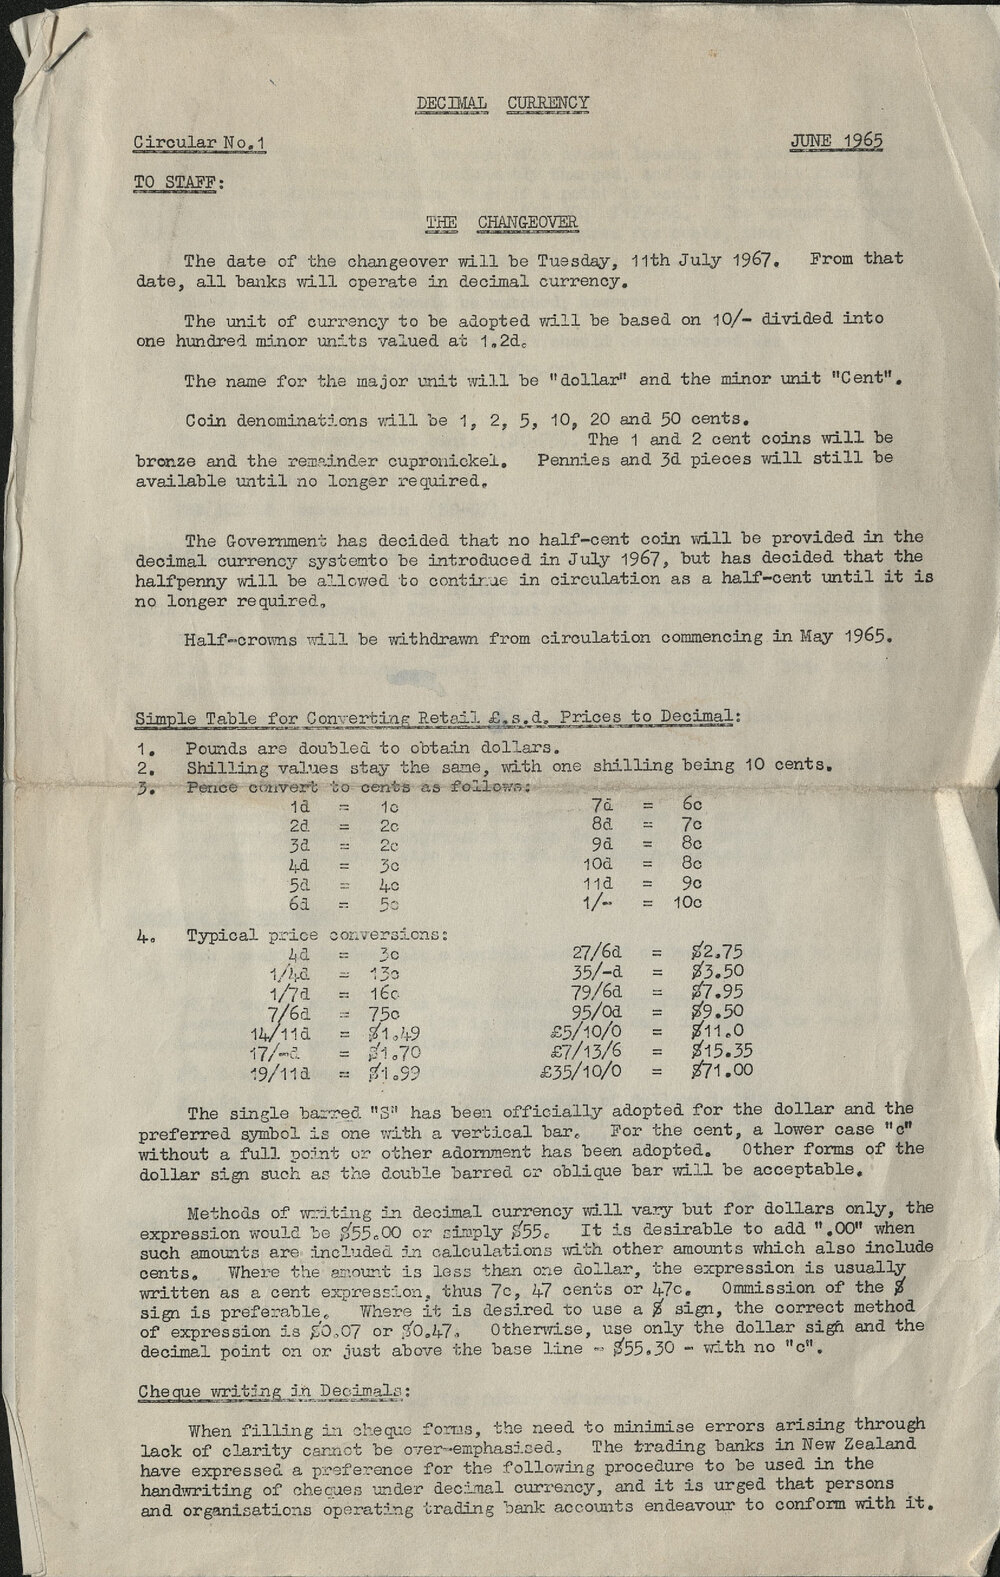 DECIMAL CURRENCY
Circular No.1 JUNE 1965
TO STAFF:
THE CHANGEOVER
The date of the changeover will be Tuesday, 11th July 1967. From that
date, all banks will operate in decimal currency.
The unit of currency to be adopted will be based on 10/- divided into
one hundred minor units valued at 1.2d.
The name for the major unit will be "dollar" and the minor unit "Cent".
Coin denominations will be 1, 2, 5, 10, 20 and 50 cents.
The 1 and 2 cent coins will be
bronze and the remainder cupronickel. Pennies and 3d pieces will still be
available until no longer required.
The Government has decided that no half-cent coin will be provided in the
decimal currency systemto be introduced in July 1967, but has decided that the
halfpenny will be allowed to continue in circulation as a half-cent until it is
no longer required.
Half-crowns will be withdrawn from circulation commencing in May 1965.
Simple Table for Converting Retail £.s.d. Prices to Decimal:
1. Pounds are doubled to obtain dollars.
2. Shilling values stay the same, with one shilling being 10 cents.
3. Pence convert to cents as follows:
1d = 1c 7d = 6c
2d = 2c 8d = 7c
3d = 2c 9d = 8c
4d = 3c 10d = 8c
5d = 4c 11d = 9c
6d = 5c 1/- = 10c
4. Typical price conversions:
4d = 3c 27/6d = $2.75
1/4d = 13c 35/-d = $3.50
1/7d = 16c 79/6d = $7.95
7/6d = 75c 95/0d = $9.50
14/11d = $1.49 £5/10/0 = $11.0
17/-d = $1.70 £7/13/6 = $15.35
19/11d = $1.99 £35/10/0 = $71.00
The single barred "S" has been officially adopted for the dollar and the
preferred symbol is one with a vertical bar. For the cent, a lower case "c"
without a full point or other adornment has been adopted. Other forms of the
dollar sign such as the double barred or oblique bar will be acceptable.
Methods of writing in decimal currency will vary but for dollars only, the
expression would be $55.00 or simply $55. It is desirable to add ".00" when
such amounts are included in calculations with other amounts which also include
cents. Where the amount is less than one dollar, the expression is usually
written as a cent expression, thus 7c, 47 cents or 47c. Ommission of the $
sign is preferable. Where it is desired to use a $ sign, the correct method
of expression is $0.07 or $0.47. Otherwise, use only the dollar sign and the
decimal point on or just above the base line - $55.30 - with no "c".
Cheque writing in Decimals:
When filling in cheque forms, the need to minimise errors arising through
lack of clarity cannot be over-emphasised. The trading banks in New Zealand
have expressed a preference for the following procedure to be used in the
handwriting of cheques under decimal currency, and it is urged that persons
and organisations operating trading bank accounts endeavour to conform with it.